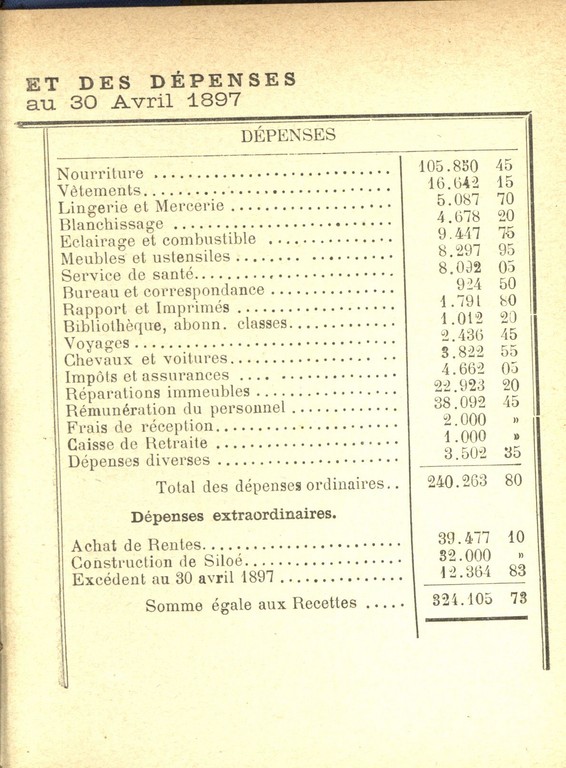 ET DES DÉPENSES
au 30 Avril 1897
DÉPENSES
Nourriture .......................... 105.850 45
Vêtements.......................... 16.642 15
Lingerie et Mercerie .................. 5.087 70
Blanchissage ........................ 4.678 20
Eclairage et combustible .............. 9.447 75
Meubles et ustensiles ................ 8.297 95
Service de santé...................... 8.092 05
Bureau et correspondance .............. 924 50
Rapport et Imprimés .................. 1.791 80
Bibliothèque, abonn. classes............ 1.012 20
Voyages ............................ 2.436 45
Chevaux et voitures.................. 3.822 55
Impôts et assurances .................. 4.662 05
Réparations immeubles ................ 22.923 20
Rémunération du personnel ............ 38.092 45
Frais de réception.................... 2.000 »
Caisse de Retraite .................... 1.000 »
Dépenses diverses .................... 3.502 35
Total des dépenses ordinaires.. 240.263 80
Dépenses extraordinaires.
Achat de Rentes...................... 39.477 10
Construction de Siloé.................. 32.000 »
Excédent au 30 avril 1897 .............. 12.364 83
Somme égale aux Recettes ..... 324.105 73